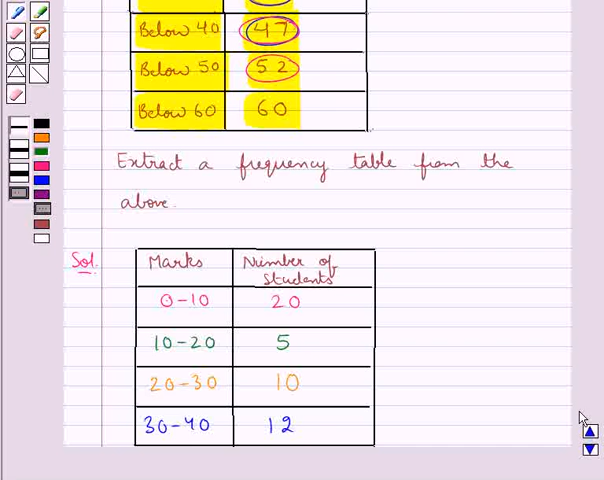 Below 40 47
Below 50 52
Below 60 60
Extract a frequency table from the
above.
Sol. Marks Number of
Students
0-10 20
10-20 5
20-30 10
30-40 12